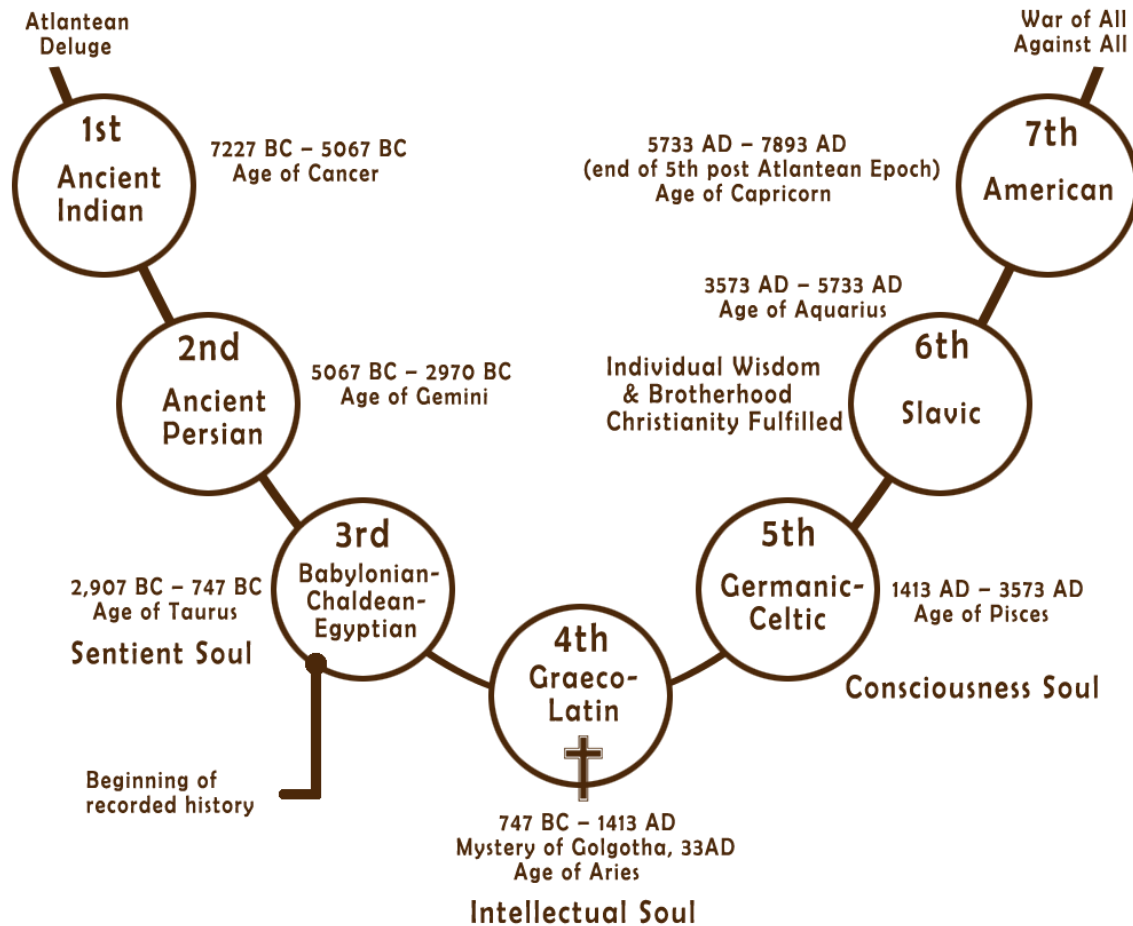 Atlantean
Deluge
1st
Ancient
Indian
7227 BC – 5067 BC
Age of Cancer
2nd
Ancient
Persian
5067 BC – 2970 BC
Age of Gemini
3rd
Babylonian-
Chaldean-
Egyptian
2,907 BC – 747 BC
Age of Taurus
Sentient Soul
Beginning of
recorded history
4th
Graeco-
Latin
747 BC – 1413 AD
Mystery of Golgotha, 33AD
Age of Aries
Intellectual Soul
5th
Germanic-
Celtic
1413 AD – 3573 AD
Age of Pisces
Consciousness Soul
6th
Slavic
3573 AD – 5733 AD
Age of Aquarius
Individual Wisdom
& Brotherhood
Christianity Fulfilled
7th
American
5733 AD – 7893 AD
(end of 5th post Atlantean Epoch)
Age of Capricorn
War of All
Against All